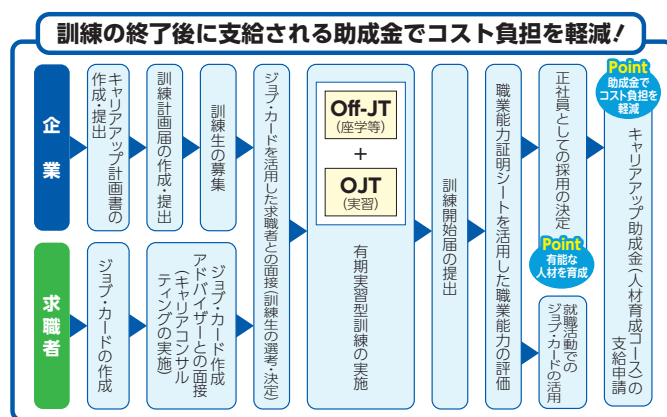 訓練の終了後に支給される助成金でコスト負担を軽減！
企業
キャリアアップ計画書の
作成・提出
訓練計画届の作成・提出
訓練生の募集
ジョブ・カードを活用した求職者との面接（訓練生の選考・決定）
Off-JT
（座学等）
+
OJT
（実習）
有期実習型訓練の実施
訓練開始届の提出
職業能力証明シートを活用した職業能力の評価
正社員としての採用の決定
Point
有能な
人材を育成
Point
助成金で
コスト負担を
軽減
キャリアアップ助成金（人材育成コース）の
支給申請
求職者
ジョブ・カードの作成
ジョブ・カード作成
アドバイザーとの面接
（キャリアコンサル
ティングの実施）
就職活動での
ジョブ・カードの活用